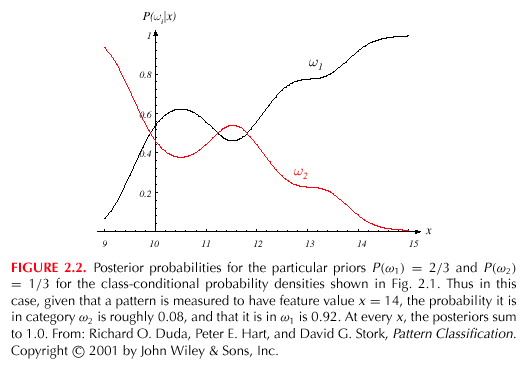 P(ωᵢ|x)
1
ω₁
0.8
0.6
0.4
ω₂
0.2
x
9 10 11 12 13 14 15
FIGURE 2.2. Posterior probabilities for the particular priors P(ω₁) = 2/3 and P(ω₂)
= 1/3 for the class-conditional probability densities shown in Fig. 2.1. Thus in this
case, given that a pattern is measured to have feature value x = 14, the probability it is
in category ω₂ is roughly 0.08, and that it is in ω₁ is 0.92. At every x, the posteriors sum
to 1.0. From: Richard O. Duda, Peter E. Hart, and David G. Stork, Pattern Classification.
Copyright © 2001 by John Wiley & Sons, Inc.